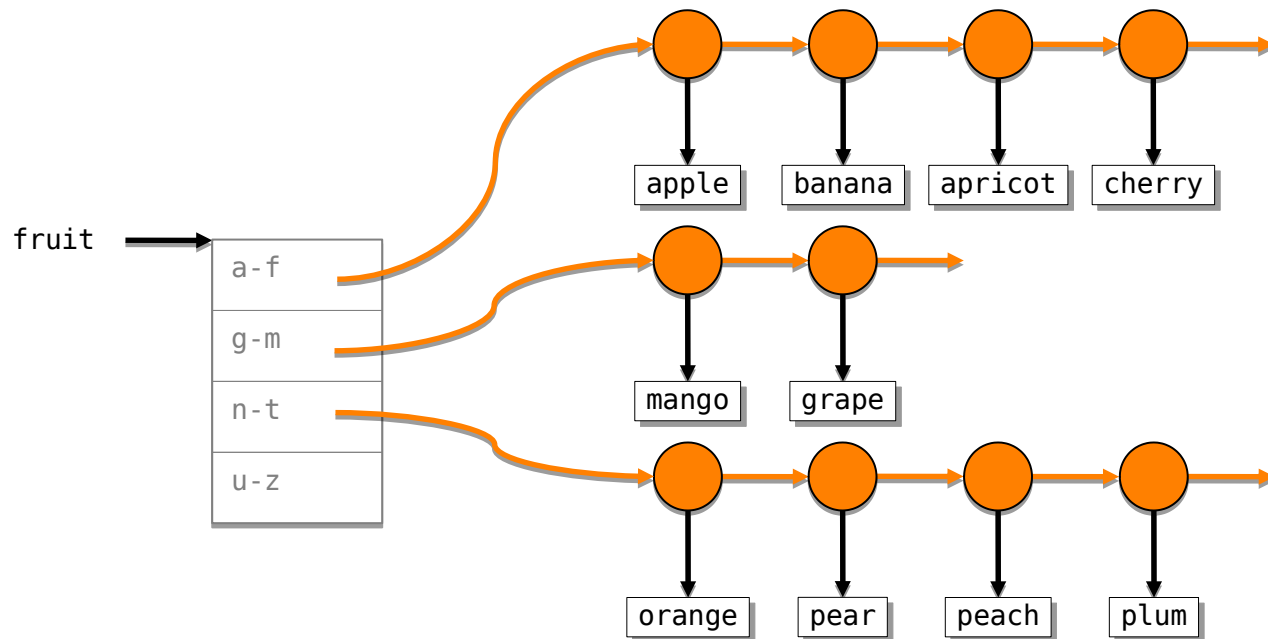 apple banana apricot cherry
fruit
a-f
g-m
n-t
u-z
mango grape
orange pear peach plum